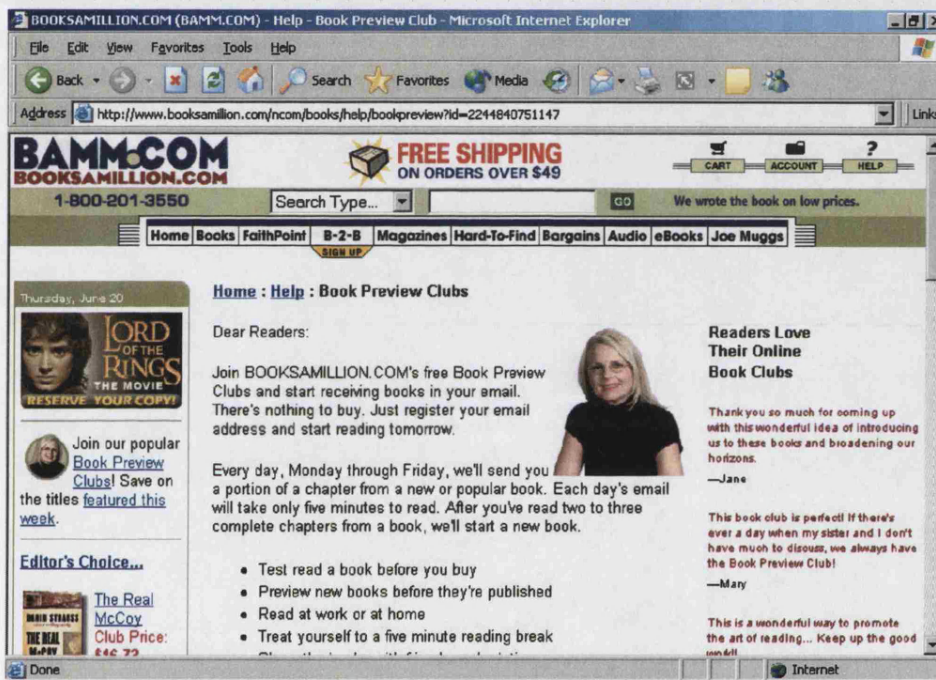 BOOKSAMILLION.COM (BAMM.COM) - Help - Book Preview Club - Microsoft Internet Explorer
File Edit View Favorites Tools Help
Back Search Favorites Media
Address http://www.booksamillion.com/ncom/books/help/bookpreview?id=2244840751147 Links
BAMM.COM
BOOKSAMILLION.COM
FREE SHIPPING
ON ORDERS OVER $49
CART ACCOUNT ? HELP
1-800-201-3550 Search Type... GO We wrote the book on low prices.
Home Books FaithPoint B-2-B Magazines Hard-To-Find Bargains Audio eBooks Joe Muggs
SIGN UP
Thursday, June 20
LORD
OF THE
RINGS
THE MOVIE
RESERVE YOUR COPY!
Join our popular
Book Preview
Clubs! Save on
the titles featured this
week.
Editor's Choice...
DARIN STRAUSS
THE REAL
McCOY
The Real
McCoy
Club Price:
$16.72
Home : Help : Book Preview Clubs
Dear Readers:
Join BOOKSAMILLION.COM's free Book Preview
Clubs and start receiving books in your email.
There's nothing to buy. Just register your email
address and start reading tomorrow.
Every day, Monday through Friday, we'll send you
a portion of a chapter from a new or popular book. Each day's email
will take only five minutes to read. After you've read two to three
complete chapters from a book, we'll start a new book.
• Test read a book before you buy
• Preview new books before they're published
• Read at work or at home
• Treat yourself to a five minute reading break
Readers Love
Their Online
Book Clubs
Thank you so much for coming up
with this wonderful idea of introducing
us to these books and broadening our
horizons.
—Jane
This book club is perfect! If there's
ever a day when my sister and I don't
have much to discuss, we always have
the Book Preview Club!
—Mary
This is a wonderful way to promote
the art of reading... Keep up the good
work!!
Done Internet